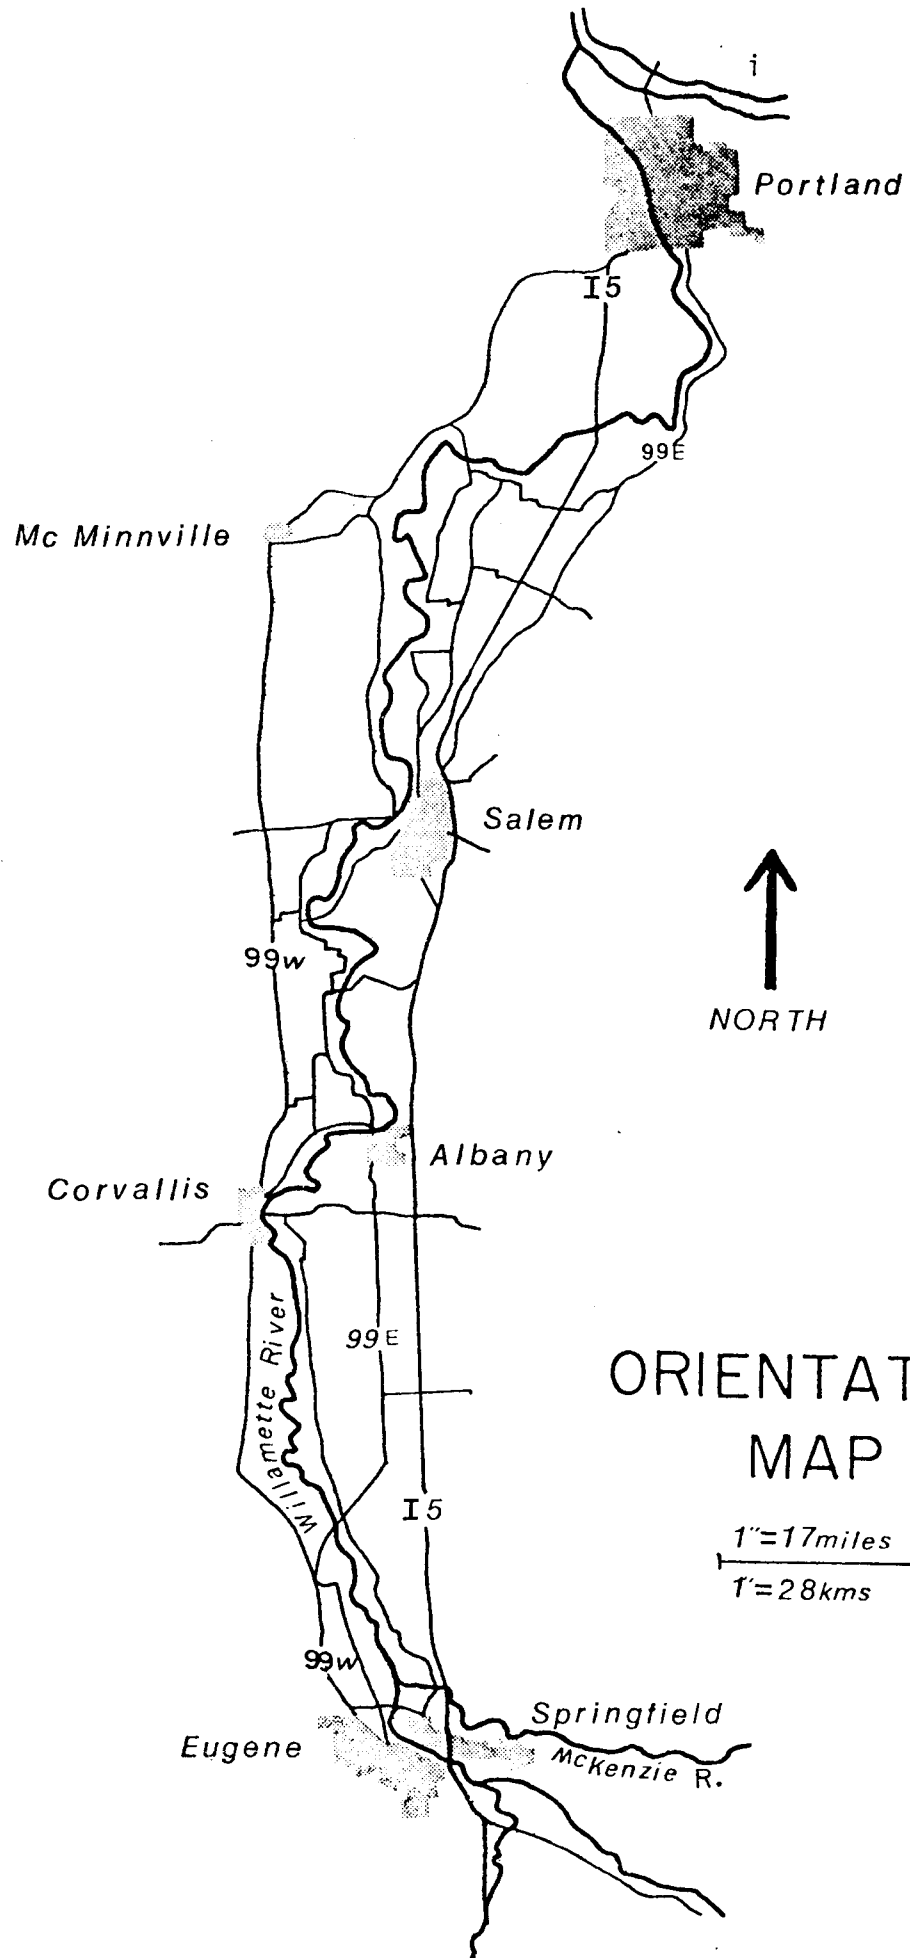 i
Portland
I5
99E
Mc Minnville
Salem
99w
NORTH
Albany
Corvallis
Willamette River
99E
ORIENTAT
MAP
I5
1"=17miles
1"=28kms
99w
Springfield
Eugene
McKenzie R.